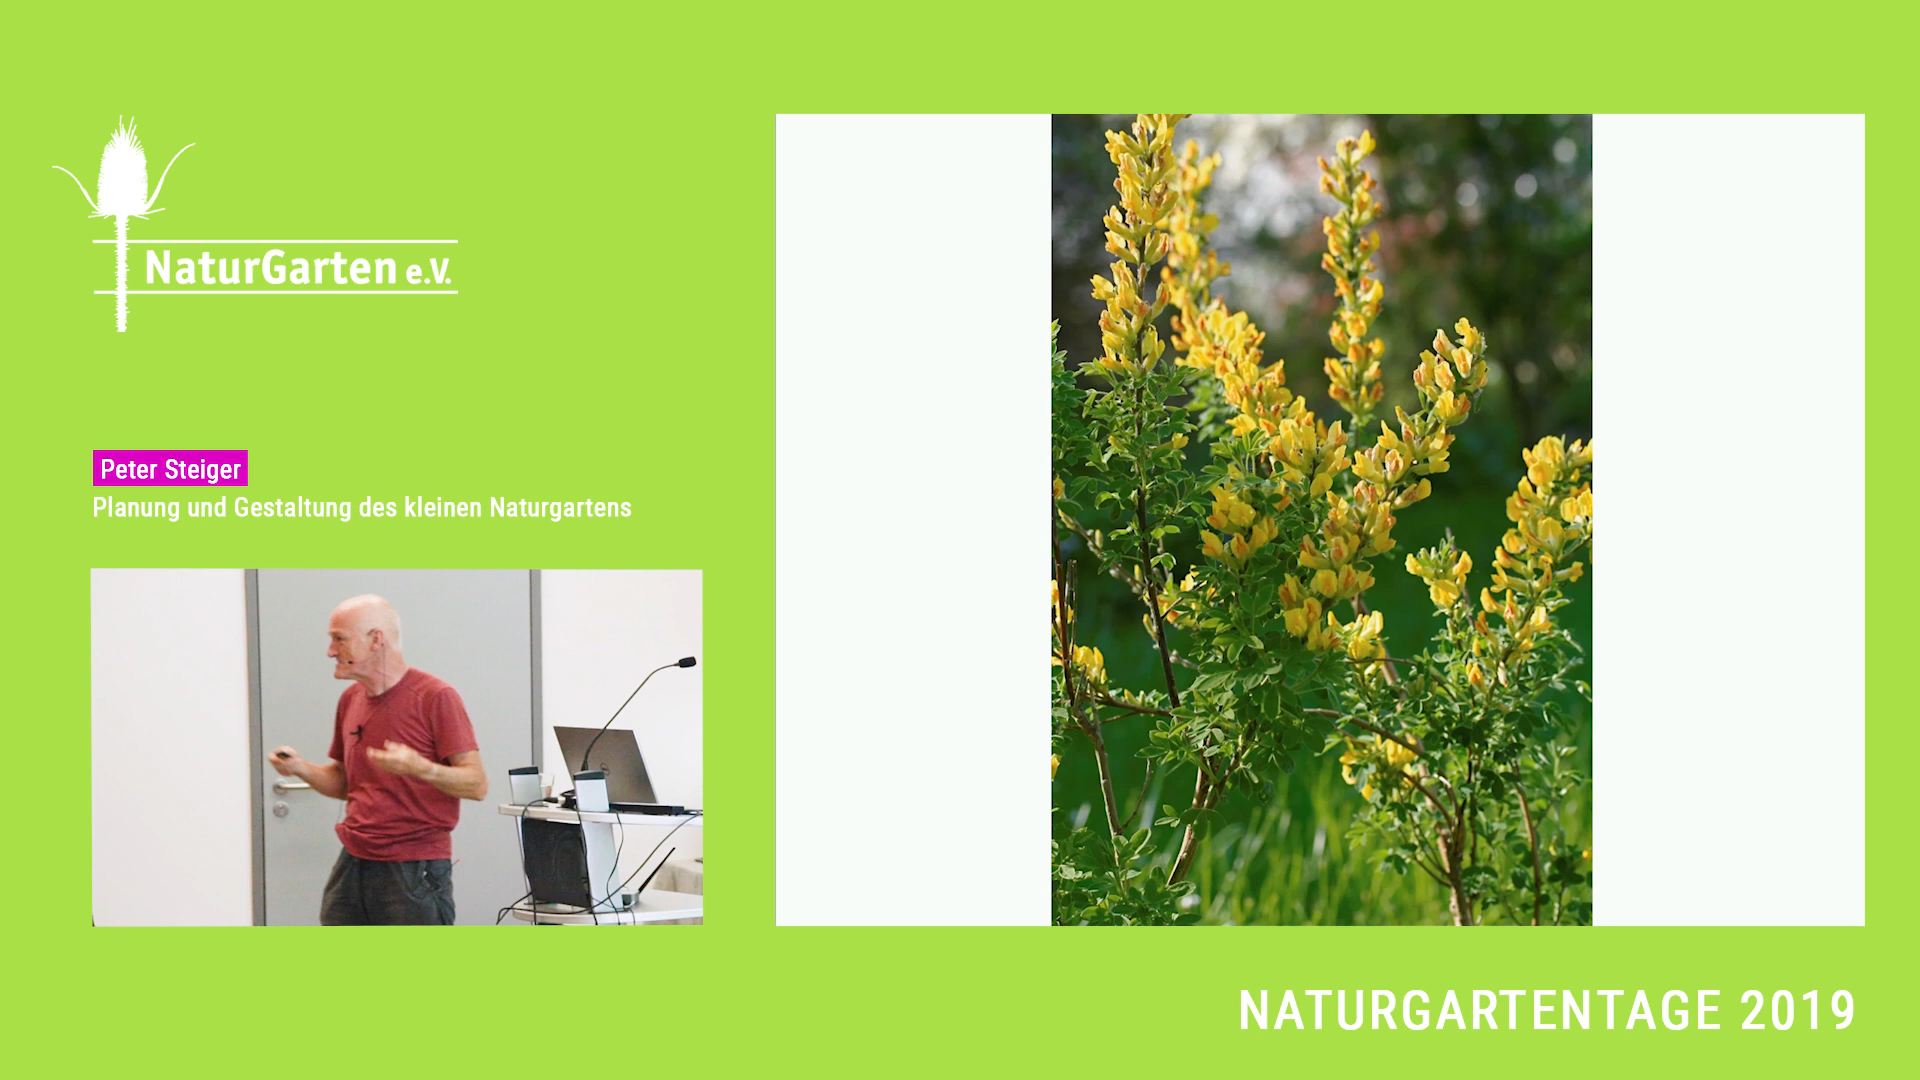 NaturGarten e.V.
Peter Steiger
Planung und Gestaltung des kleinen Naturgartens
NATURGARTENTAGE 2019